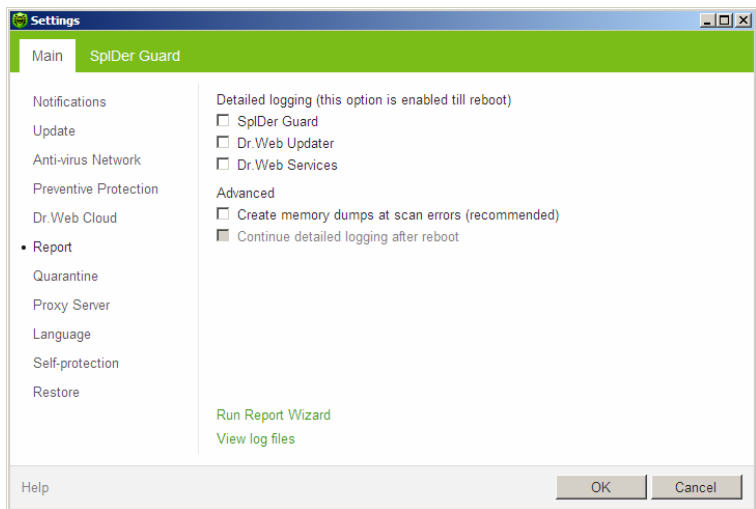 Settings
Main SpIDer Guard
Notifications
Update
Anti-virus Network
Preventive Protection
Dr.Web Cloud
Report
Quarantine
Proxy Server
Language
Self-protection
Restore
Detailed logging (this option is enabled till reboot)
SpIDer Guard
Dr.Web Updater
Dr.Web Services
Advanced
Create memory dumps at scan errors (recommended)
Continue detailed logging after reboot
Run Report Wizard
View log files
Help OK Cancel